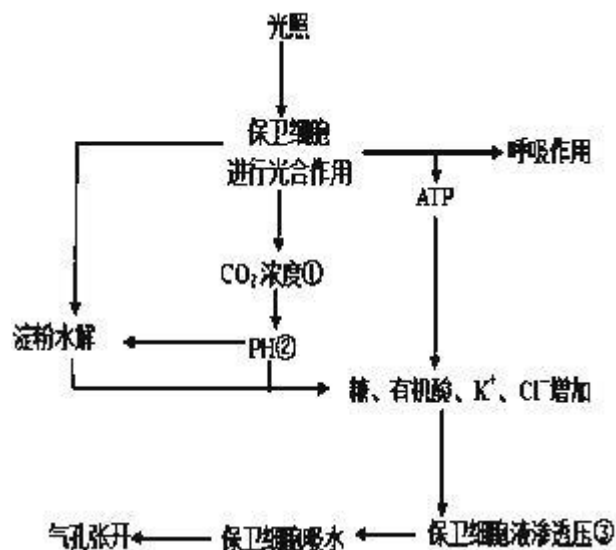 光照
保卫细胞
进行光合作用
呼吸作用
ATP
CO₂浓度①
淀粉水解
PH②
糖、有机酸、K⁺、Cl⁻增加
气孔张开
保卫细胞吸水
保卫细胞液渗透压③